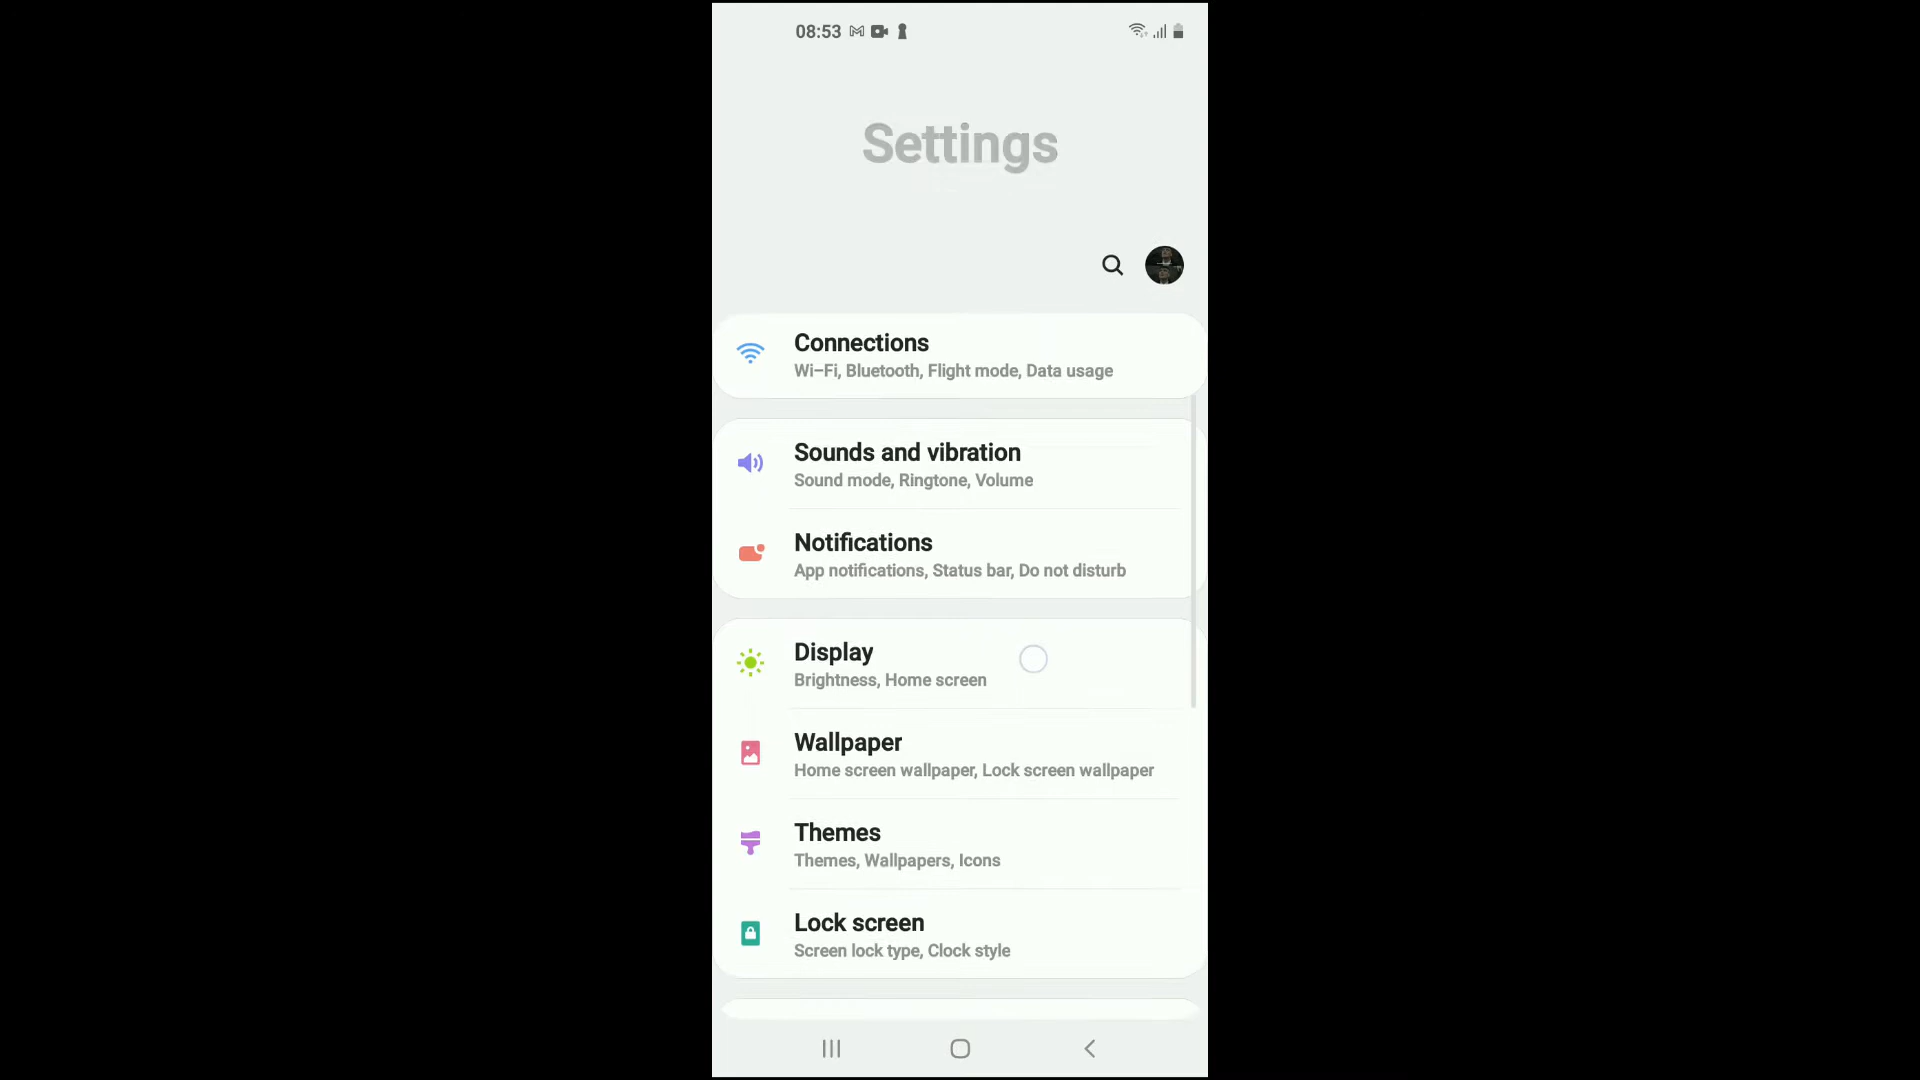 08:53
Settings
Connections
Wi-Fi, Bluetooth, Flight mode, Data usage
Sounds and vibration
Sound mode, Ringtone, Volume
Notifications
App notifications, Status bar, Do not disturb
Display
Brightness, Home screen
Wallpaper
Home screen wallpaper, Lock screen wallpaper
Themes
Themes, Wallpapers, Icons
Lock screen
Screen lock type, Clock style